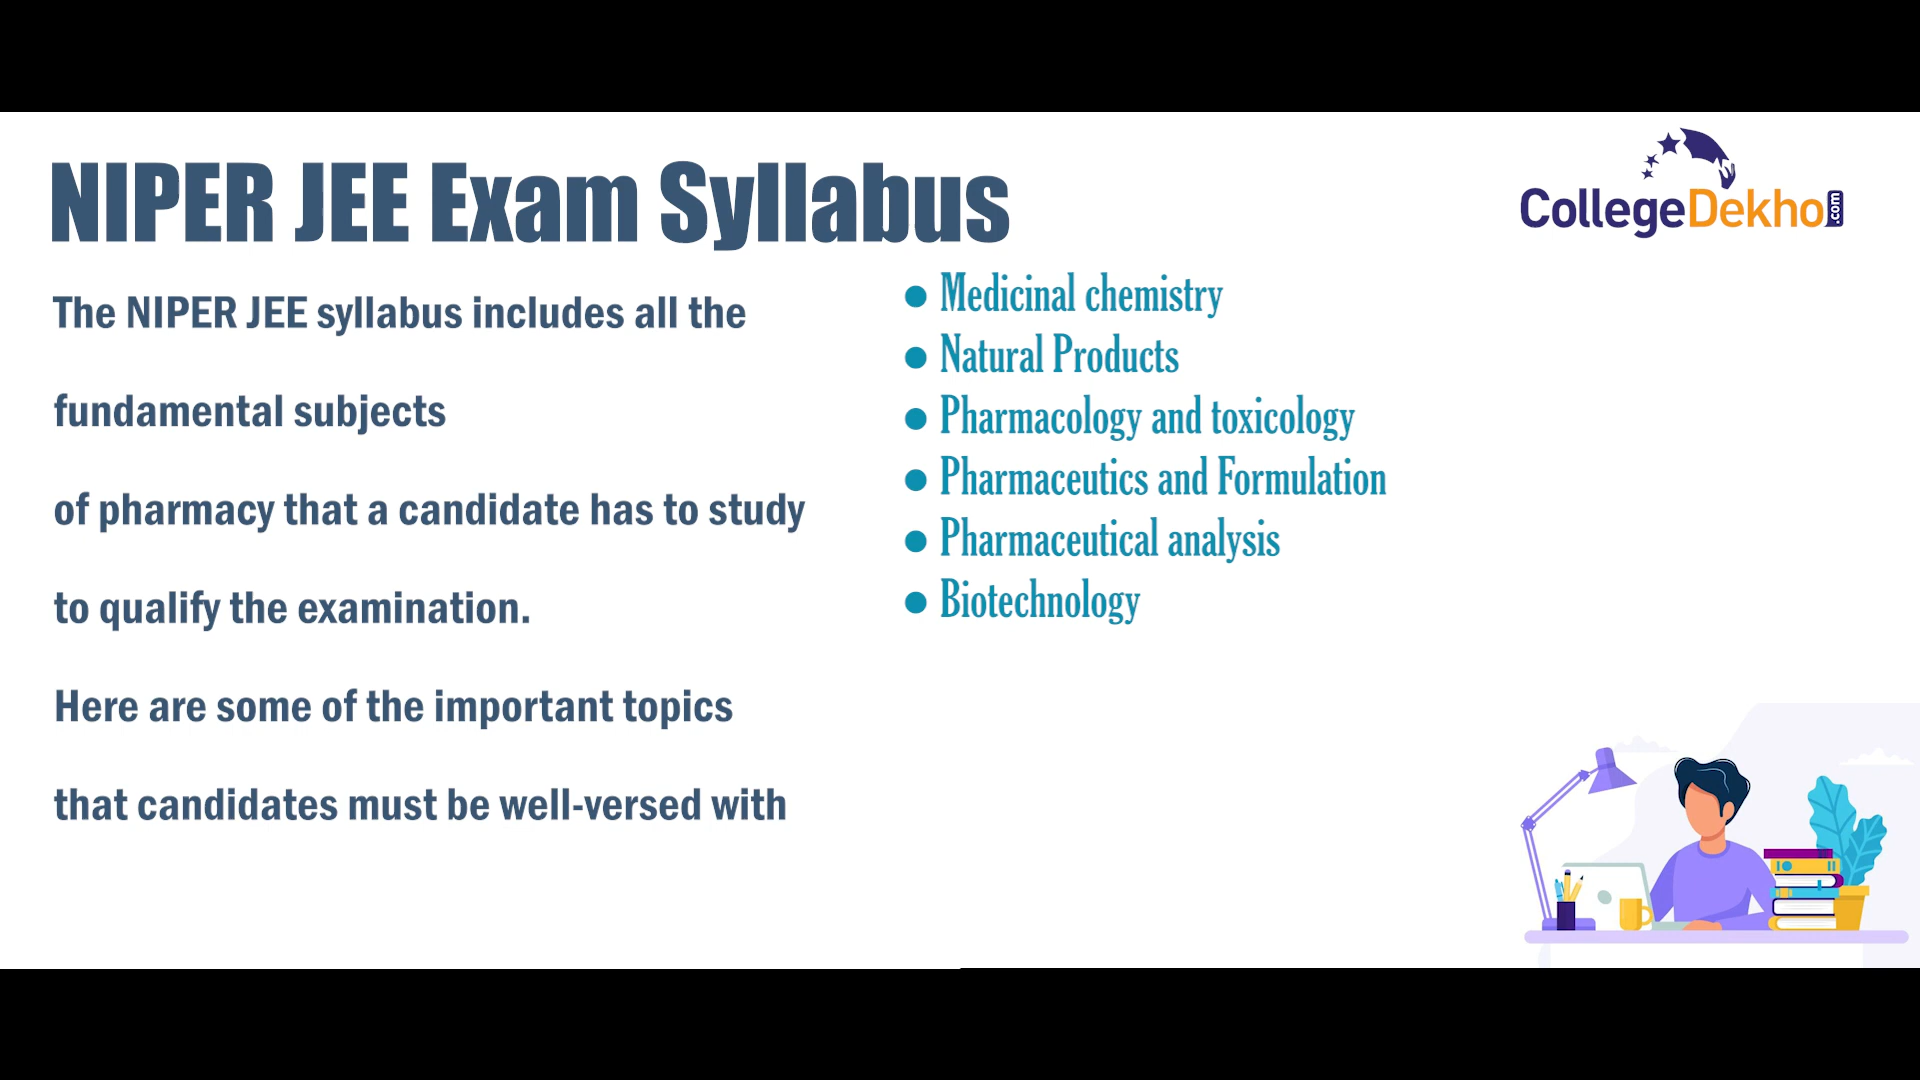 NIPER JEE Exam Syllabus
CollegeDekho.com
The NIPER JEE syllabus includes all the
fundamental subjects
of pharmacy that a candidate has to study
to qualify the examination.
Here are some of the important topics
that candidates must be well-versed with
● Medicinal chemistry
● Natural Products
● Pharmacology and toxicology
● Pharmaceutics and Formulation
● Pharmaceutical analysis
● Biotechnology